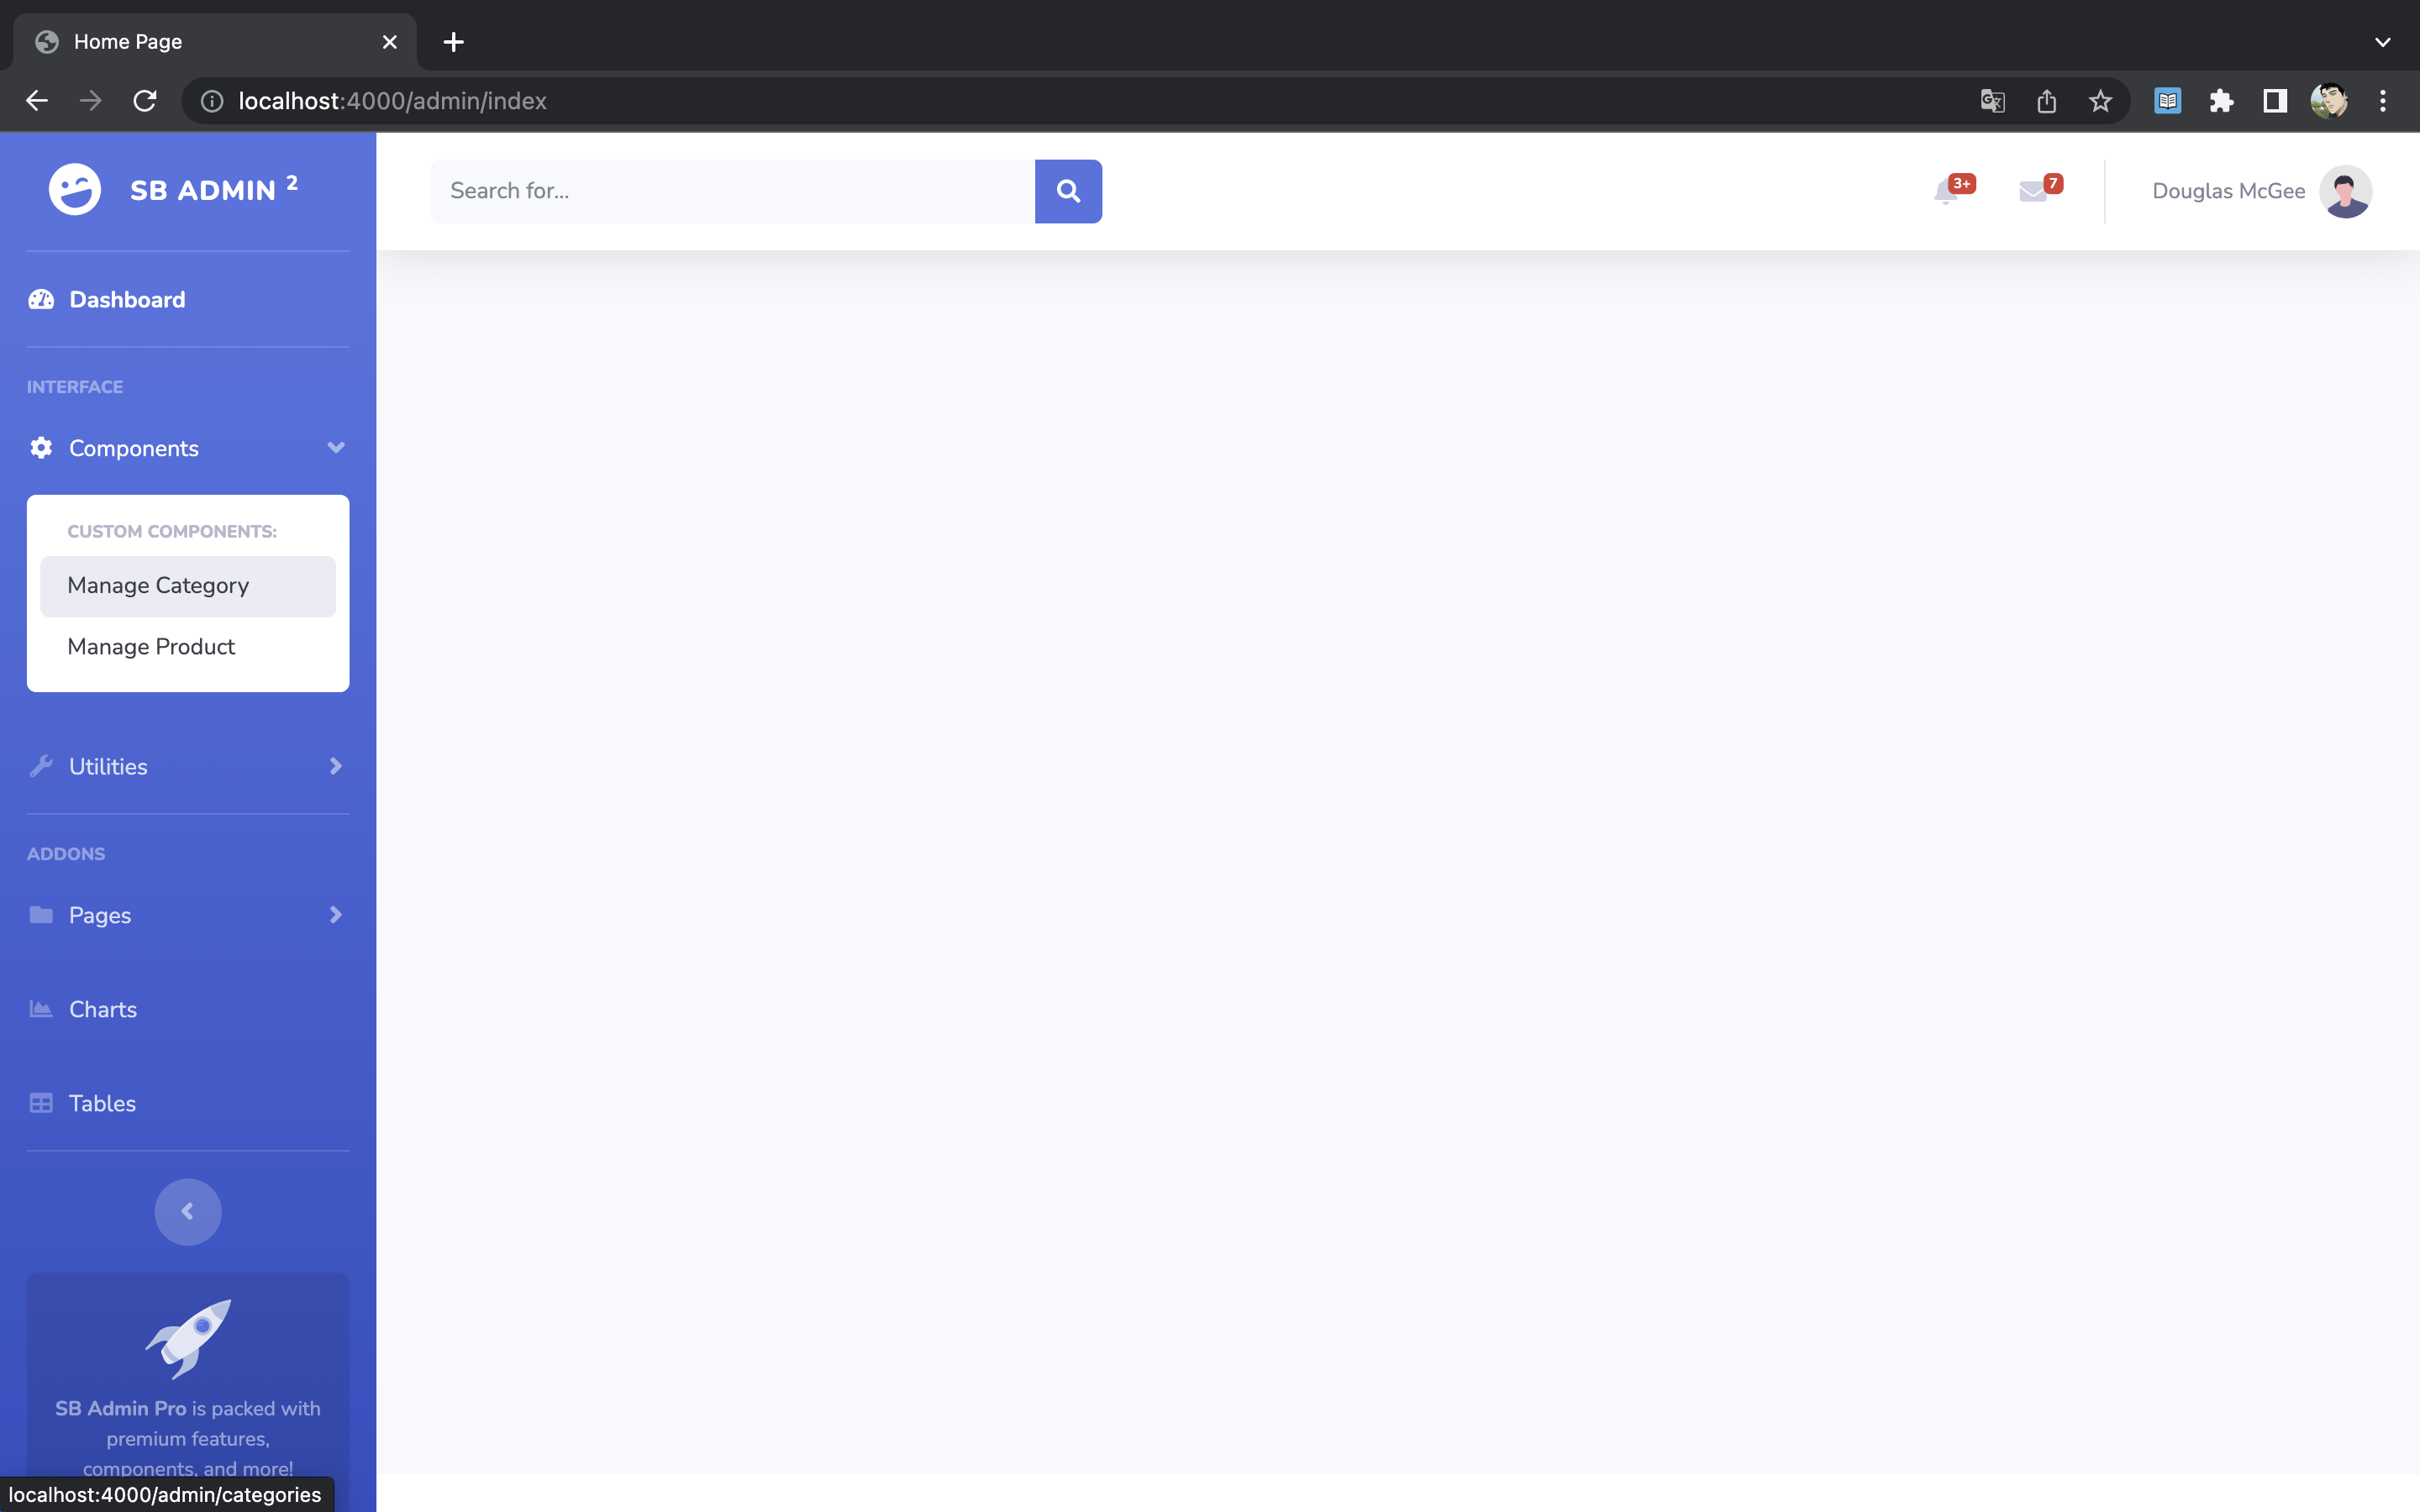 Home Page
localhost:4000/admin/index
SB ADMIN 2
Search for...
3+
7
Douglas McGee
Dashboard
INTERFACE
Components
CUSTOM COMPONENTS:
Manage Category
Manage Product
Utilities
ADDONS
Pages
Charts
Tables
SB Admin Pro is packed with
premium features,
components, and more!
localhost:4000/admin/categories